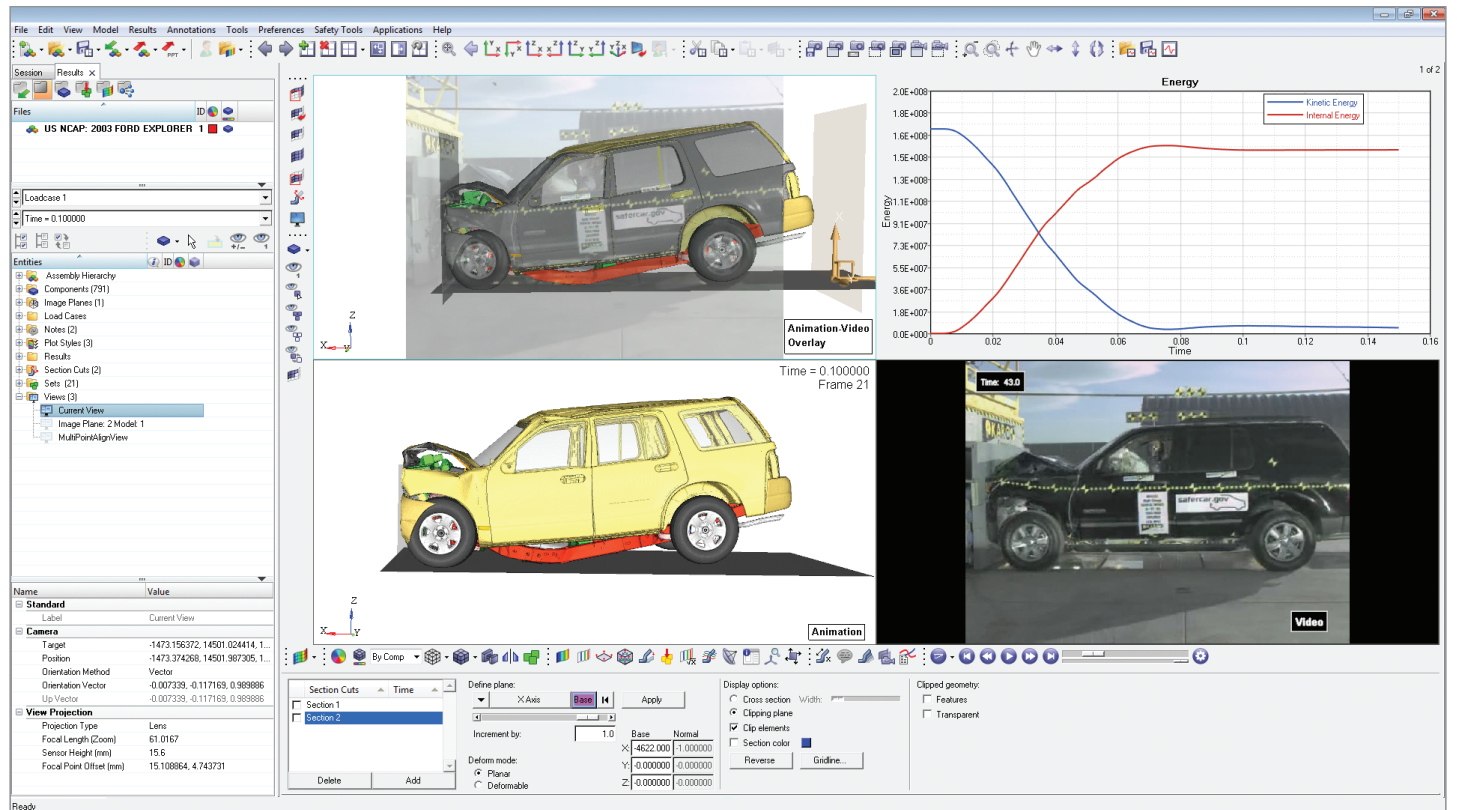 File Edit View Model Results Annotations Tools Preferences Safety Tools Applications Help
PPT
Session Results
Files ID
US NCAP: 2003 FORD EXPLORER 1
Loadcase 1
Time = 0.100000
+/- 1
Entities ID
Assembly Hierarchy
Components (791)
Image Planes (1)
Load Cases
Notes (2)
Plot Styles (3)
Results
Section Cuts (2)
Sets (21)
Views (3)
Current View
Image Plane: 2 Model: 1
MultiPointAlignView
Name Value
Standard
Label Current View
Camera
Target -1473.156372, 14501.024414, 1...
Position -1473.374268, 14501.987305, 1...
Orientation Method Vector
Orientation Vector -0.007339, -0.117169, 0.989886
Up Vector -0.007339, -0.117169, 0.989886
View Projection
Projection Type Lens
Focal Length (Zoom) 61.0167
Sensor Height (mm) 15.6
Focal Point Offset (mm) 15.108864, 4.743731
Ready
safercar.gov
X
Z
X Y
Animation-Video
Overlay
1 of 2
Energy
Kinetic Energy
Internal Energy
2.0E+008
1.8E+008
1.6E+008
1.5E+008
1.3E+008
1.1E+008
9.1E+007
7.3E+007
5.5E+007
3.6E+007
1.8E+007
0.0E+000
Energy
0 0.02 0.04 0.06 0.08 0.1 0.12 0.14 0.16
Time
Time = 0.100000
Frame 21
Z
X Y
Animation
Time: 43.0
safercar.gov
Video
By Comp
Section Cuts Time
Section 1
Section 2
Delete Add
Define plane:
X Axis Base Apply
Increment by: 1.0
Base Normal
X: -4622.000 -1.000000
Y: -0.000000 -0.000000
Z: -0.000000 -0.000000
Deform mode:
Planar
Deformable
Display options:
Cross section Width:
Clipping plane
Clip elements
Section color
Reverse Gridline...
Clipped geometry:
Features
Transparent